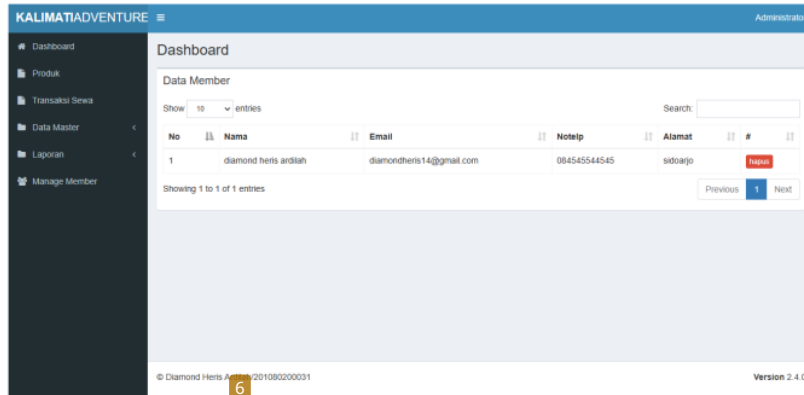 KALIMATIADVENTURE Administrator
Dashboard
Produk
Transaksi Sewa
Data Master
Laporan
Manage Member
Dashboard
Data Member
Show 10 entries Search:
No Nama Email Notelp Alamat #
1 diamond heris ardilah diamondheris14@gmail.com 084545544545 sidoarjo hapus
Showing 1 to 1 of 1 entries Previous 1 Next
© Diamond Heris Ardilah/201080200031 Version 2.4.0
6